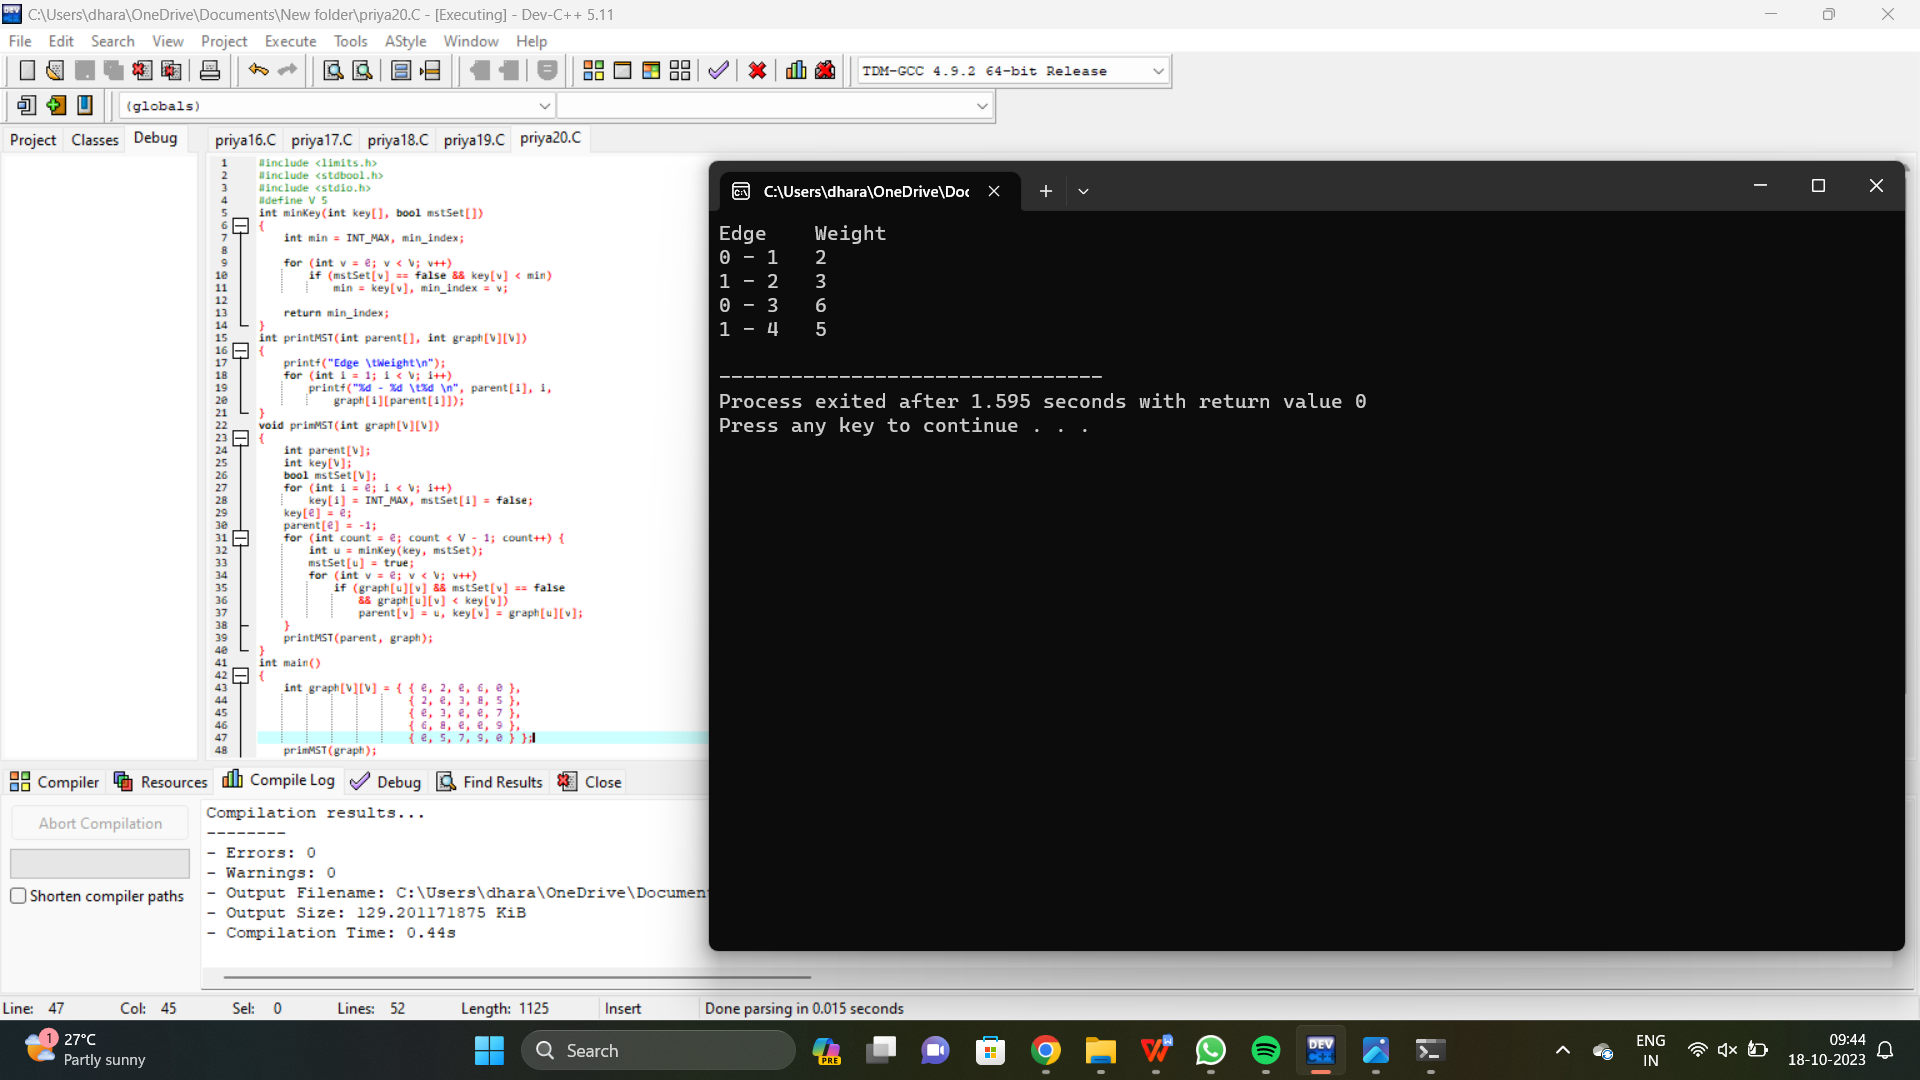 C:\Users\dhara\OneDrive\Documents\New folder\priya20.C - [Executing] - Dev-C++ 5.11
File Edit Search View Project Execute Tools AStyle Window Help
TDM-GCC 4.9.2 64-bit Release
(globals)
Project Classes Debug
priya16.C priya17.C priya18.C priya19.C priya20.C
1 #include <limits.h>
2 #include <stdbool.h>
3 #include <stdio.h>
4 #define V 5
5 int minKey(int key[], bool mstSet[])
6 {
7 int min = INT_MAX, min_index;
8
9 for (int v = 0; v < V; v++)
10 if (mstSet[v] == false && key[v] < min)
11 min = key[v], min_index = v;
12
13 return min_index;
14 }
15 int printMST(int parent[], int graph[V][V])
16 {
17 printf("Edge \tWeight\n");
18 for (int i = 1; i < V; i++)
19 printf("%d - %d \t%d \n", parent[i], i,
20 graph[i][parent[i]]);
21 }
22 void primMST(int graph[V][V])
23 {
24 int parent[V];
25 int key[V];
26 bool mstSet[V];
27 for (int i = 0; i < V; i++)
28 key[i] = INT_MAX, mstSet[i] = false;
29 key[0] = 0;
30 parent[0] = -1;
31 for (int count = 0; count < V - 1; count++) {
32 int u = minKey(key, mstSet);
33 mstSet[u] = true;
34 for (int v = 0; v < V; v++)
35 if (graph[u][v] && mstSet[v] == false
36 && graph[u][v] < key[v])
37 parent[v] = u, key[v] = graph[u][v];
38 }
39 printMST(parent, graph);
40 }
41 int main()
42 {
43 int graph[V][V] = { { 0, 2, 0, 6, 0 },
44 { 2, 0, 3, 8, 5 },
45 { 0, 3, 0, 0, 7 },
46 { 6, 8, 0, 0, 9 },
47 { 0, 5, 7, 9, 0 } };
48 primMST(graph);
C:\Users\dhara\OneDrive\Doc
Edge Weight
0 - 1 2
1 - 2 3
0 - 3 6
1 - 4 5
--------------------------------
Process exited after 1.595 seconds with return value 0
Press any key to continue . . .
Compiler Resources Compile Log Debug Find Results Close
Abort Compilation
Shorten compiler paths
Compilation results...
--------
- Errors: 0
- Warnings: 0
- Output Filename: C:\Users\dhara\OneDrive\Documen
- Output Size: 129.201171875 KiB
- Compilation Time: 0.44s
Line: 47 Col: 45 Sel: 0 Lines: 52 Length: 1125 Insert Done parsing in 0.015 seconds
1
27°C
Partly sunny
Search
PRE
DEV
ENG
IN
09:44
18-10-2023